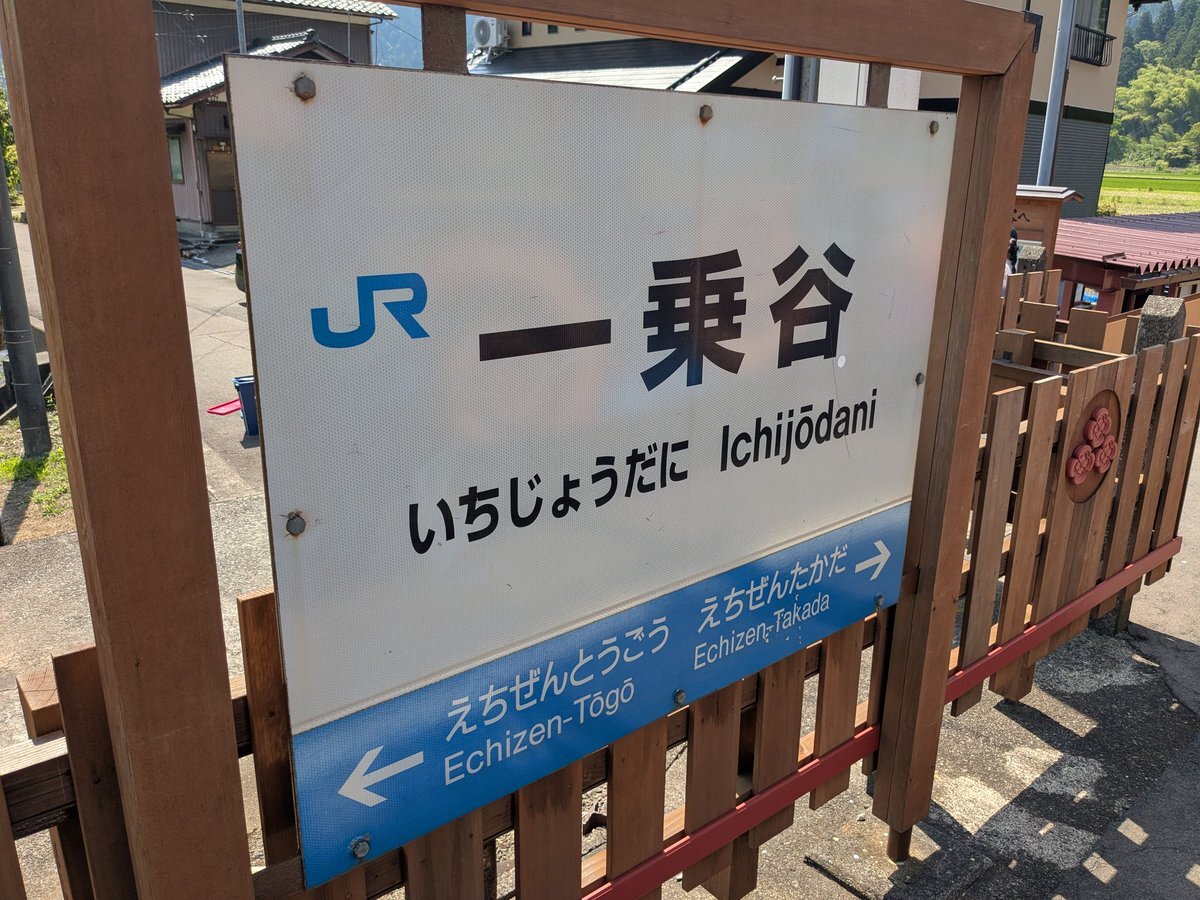 JR 一乗谷
いちじょうだに Ichijōdani
えちぜんとうごう えちぜんたかだ →
← Echizen-Tōgō Echizen-Takada